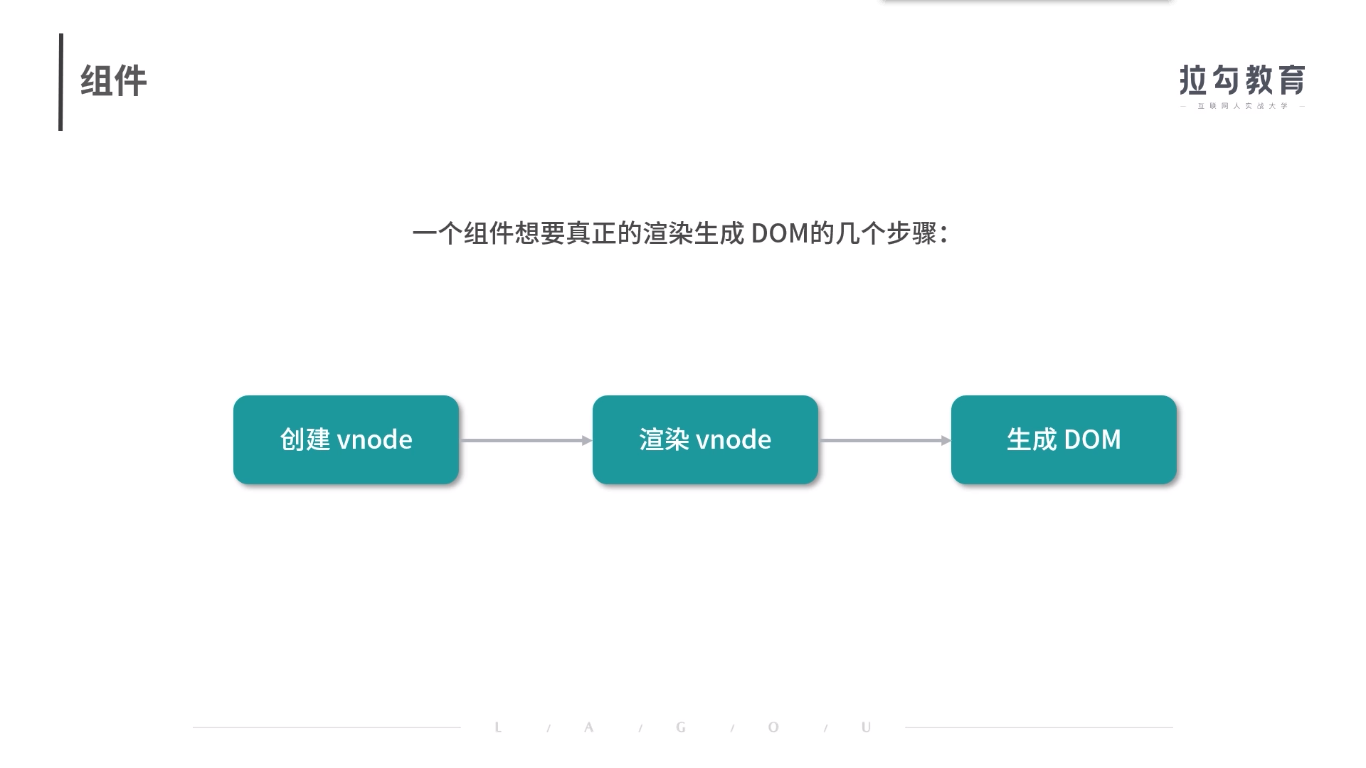 组件
拉勾教育
— 互联网人实战大学 —
一个组件想要真正的渲染生成 DOM的几个步骤：
创建 vnode
渲染 vnode
生成 DOM
L / A / G / O / U